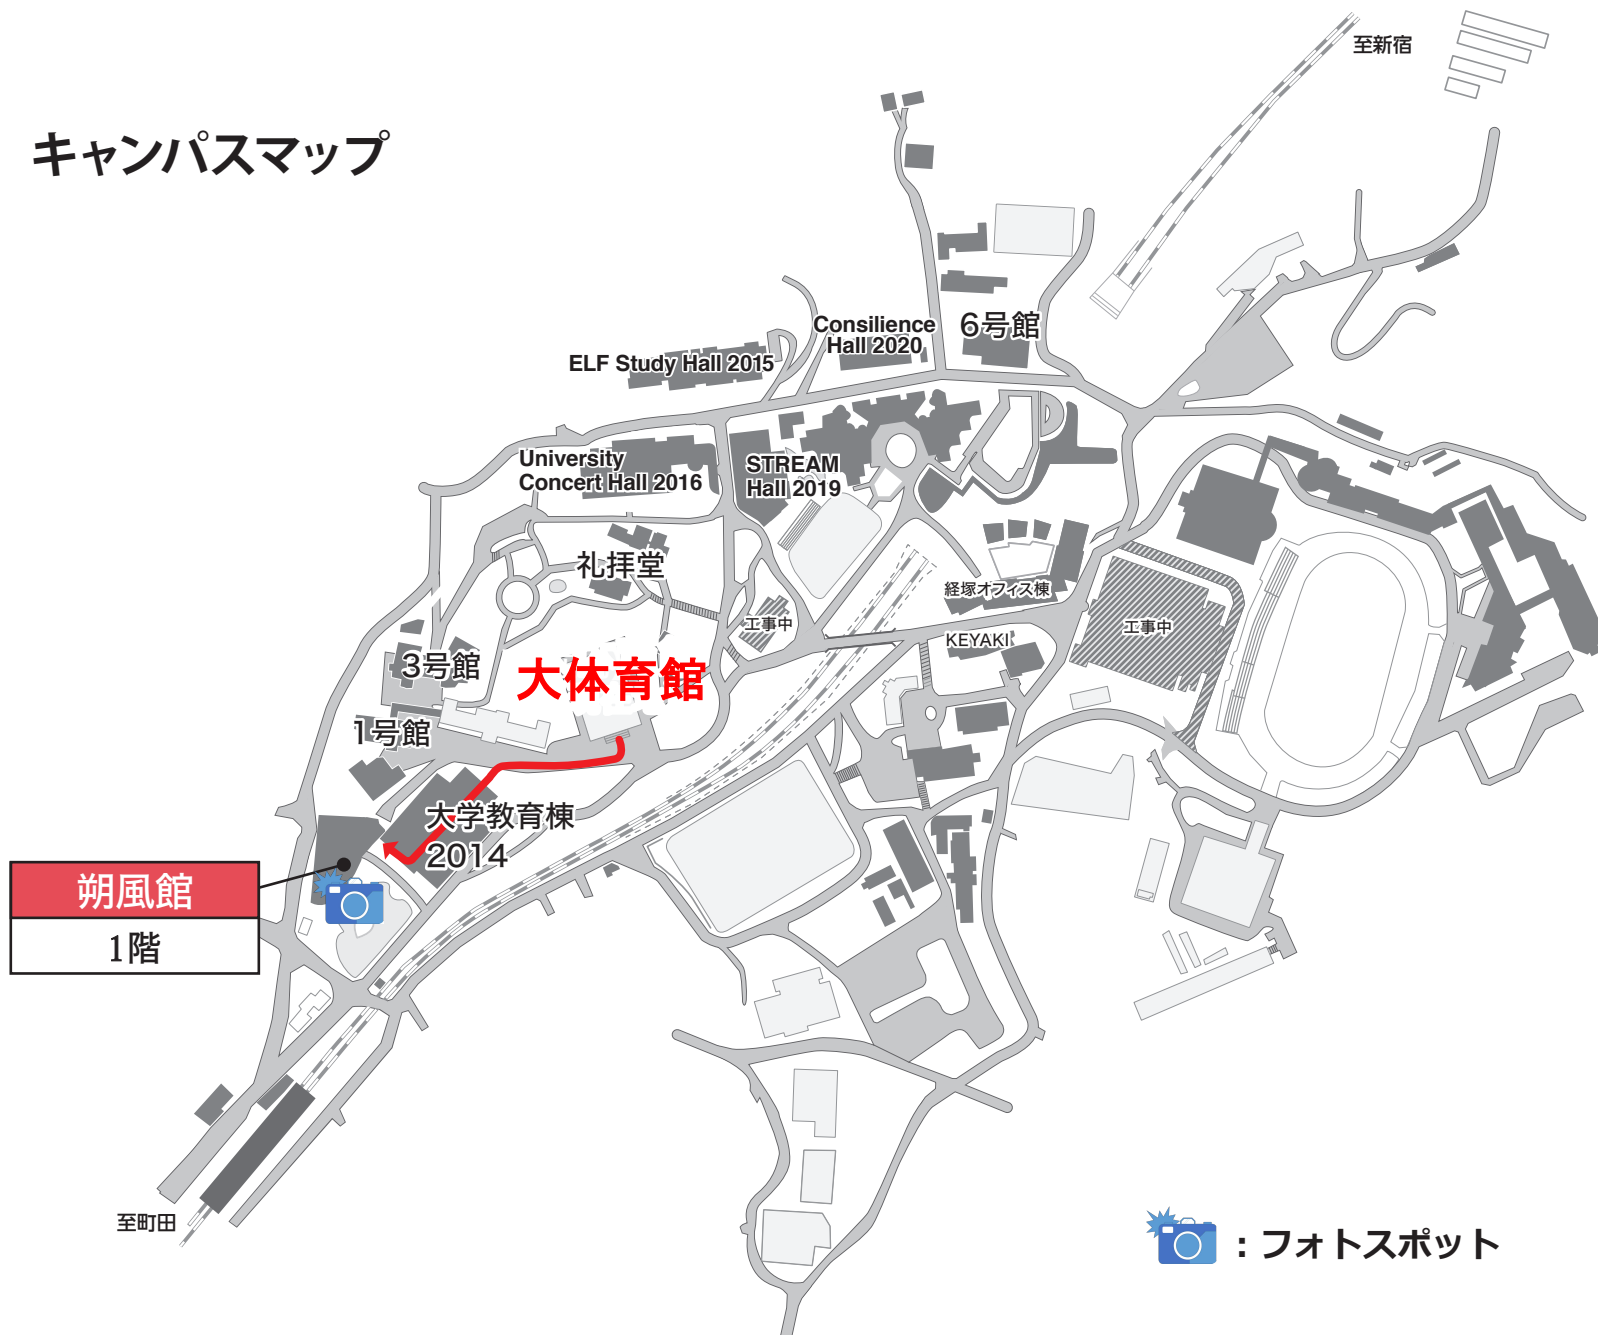 至新宿
キャンパスマップ
Consilience
Hall 2020
6号館
ELF Study Hall 2015
University
Concert Hall 2016
STREAM
Hall 2019
礼拝堂
経塚オフィス棟
工事中
工事中
KEYAKI
3号館
大体育館
1号館
大学教育棟
2014
朔風館
1階
至町田
：フォトスポット